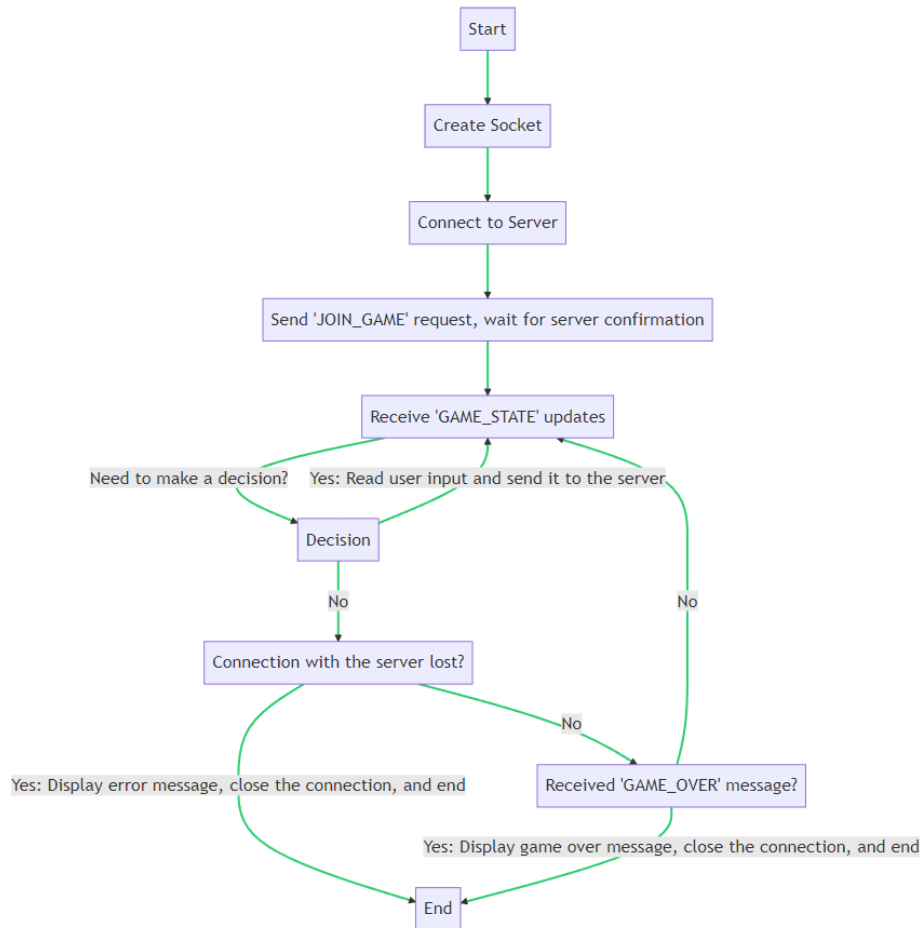 Start
Create Socket
Connect to Server
Send 'JOIN_GAME' request, wait for server confirmation
Receive 'GAME_STATE' updates
Need to make a decision?
Yes: Read user input and send it to the server
Decision
No
No
Connection with the server lost?
No
Yes: Display error message, close the connection, and end
Received 'GAME_OVER' message?
Yes: Display game over message, close the connection, and end
End